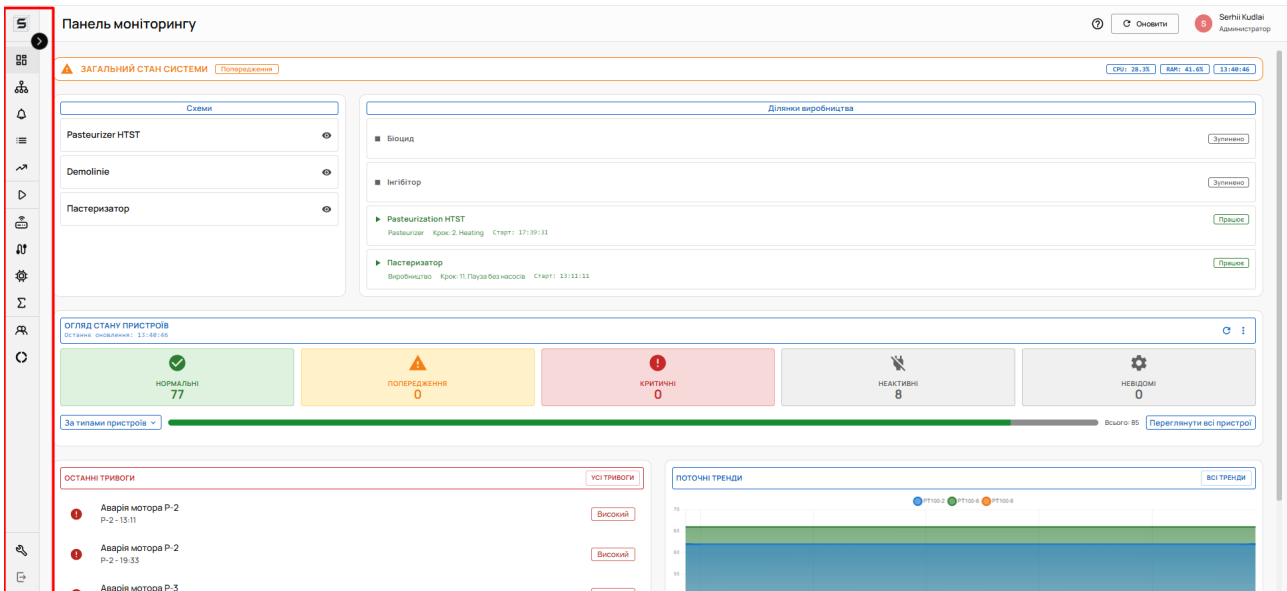 S
Панель моніторингу
Оновити
S
Serhii Kudlai
Администратор
ЗАГАЛЬНИЙ СТАН СИСТЕМИ Попередження
CPU: 28.3% RAM: 41.6% 13:40:46
Схеми
Pasteurizer HTST
Demolinie
Пастеризатор
Ділянки виробництва
Біоцид Зупинено
Інгібітор Зупинено
Pasteurization HTST Працює
Pasteurizer Крок: 2. Heating Старт: 17:39:31
Пастеризатор Працює
Виробництво Крок: 11. Пауза без насосів Старт: 13:11:11
ОГЛЯД СТАНУ ПРИСТРОЇВ
Останнє оновлення: 13:40:46
НОРМАЛЬНІ
77
ПОПЕРЕДЖЕННЯ
0
КРИТИЧНІ
0
НЕАКТИВНІ
8
НЕВІДОМІ
0
За типами пристроїв Всього: 85 Переглянути всі пристрої
ОСТАННІ ТРИВОГИ УСІ ТРИВОГИ
Аварія мотора Р-2
P-2 - 13:11
Високий
Аварія мотора Р-2
P-2 - 19:33
Високий
Аварія мотора Р-3
ПОТОЧНІ ТРЕНДИ ВСІ ТРЕНДИ
PT100-2 PT100-6 PT100-8
70
65
60
55